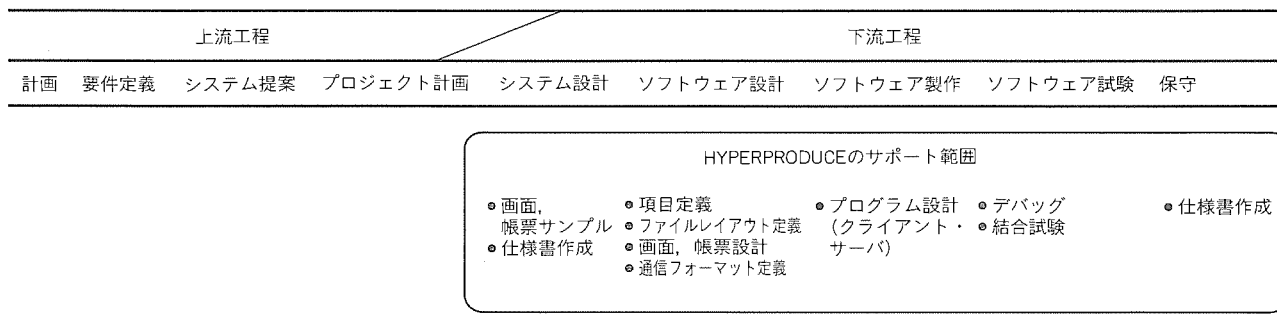 上流工程
下流工程
計画 要件定義 システム提案 プロジェクト計画 システム設計 ソフトウェア設計 ソフトウェア製作 ソフトウェア試験 保守
HYPERPRODUCEのサポート範囲
●画面,
帳票サンプル
●仕様書作成
●項目定義
●ファイルレイアウト定義
●画面,帳票設計
●通信フォーマット定義
●プログラム設計
(クライアント・
サーバ)
●デバッグ
●結合試験
●仕様書作成